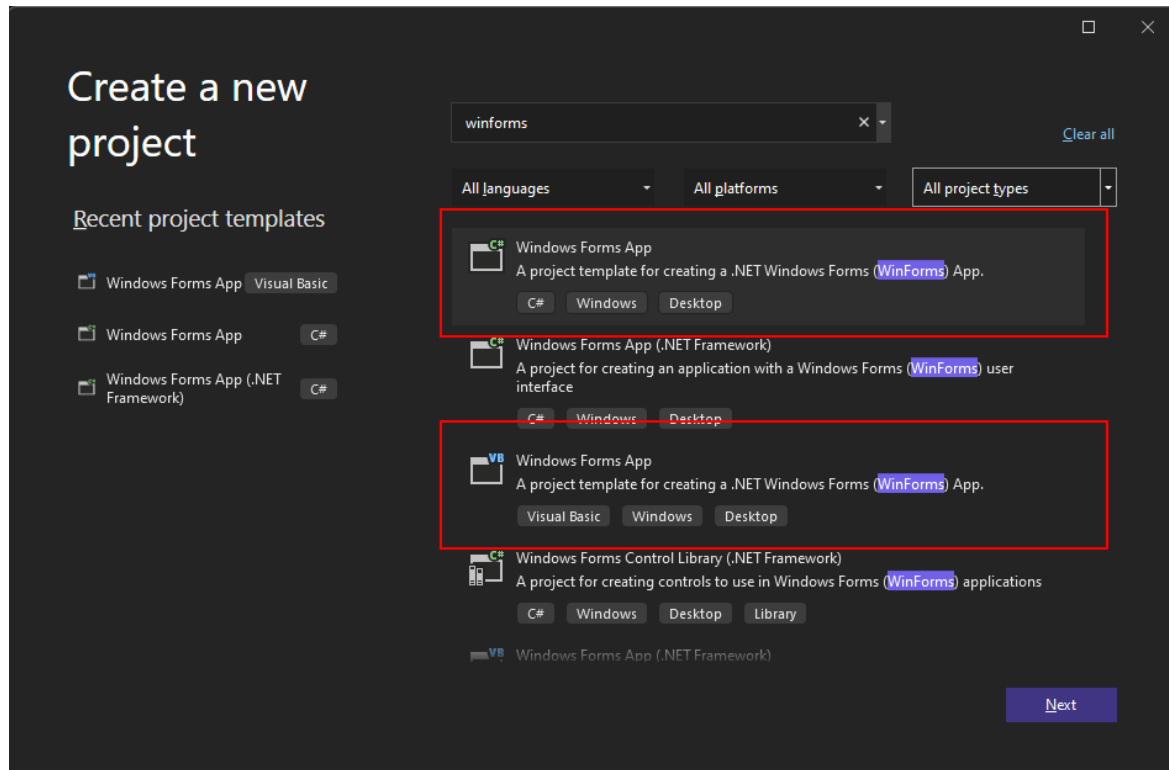 Create a new
project
Recent project templates
Windows Forms App Visual Basic
Windows Forms App C#
Windows Forms App (.NET
Framework) C#
winforms
Clear all
All languages All platforms All project types
C#
Windows Forms App
A project template for creating a .NET Windows Forms (WinForms) App.
C# Windows Desktop
C#
Windows Forms App (.NET Framework)
A project for creating an application with a Windows Forms (WinForms) user
interface
C# Windows Desktop
VB
Windows Forms App
A project template for creating a .NET Windows Forms (WinForms) App.
Visual Basic Windows Desktop
C#
Windows Forms Control Library (.NET Framework)
A project for creating controls to use in Windows Forms (WinForms) applications
C# Windows Desktop Library
VB
Windows Forms App (.NET Framework)
Next